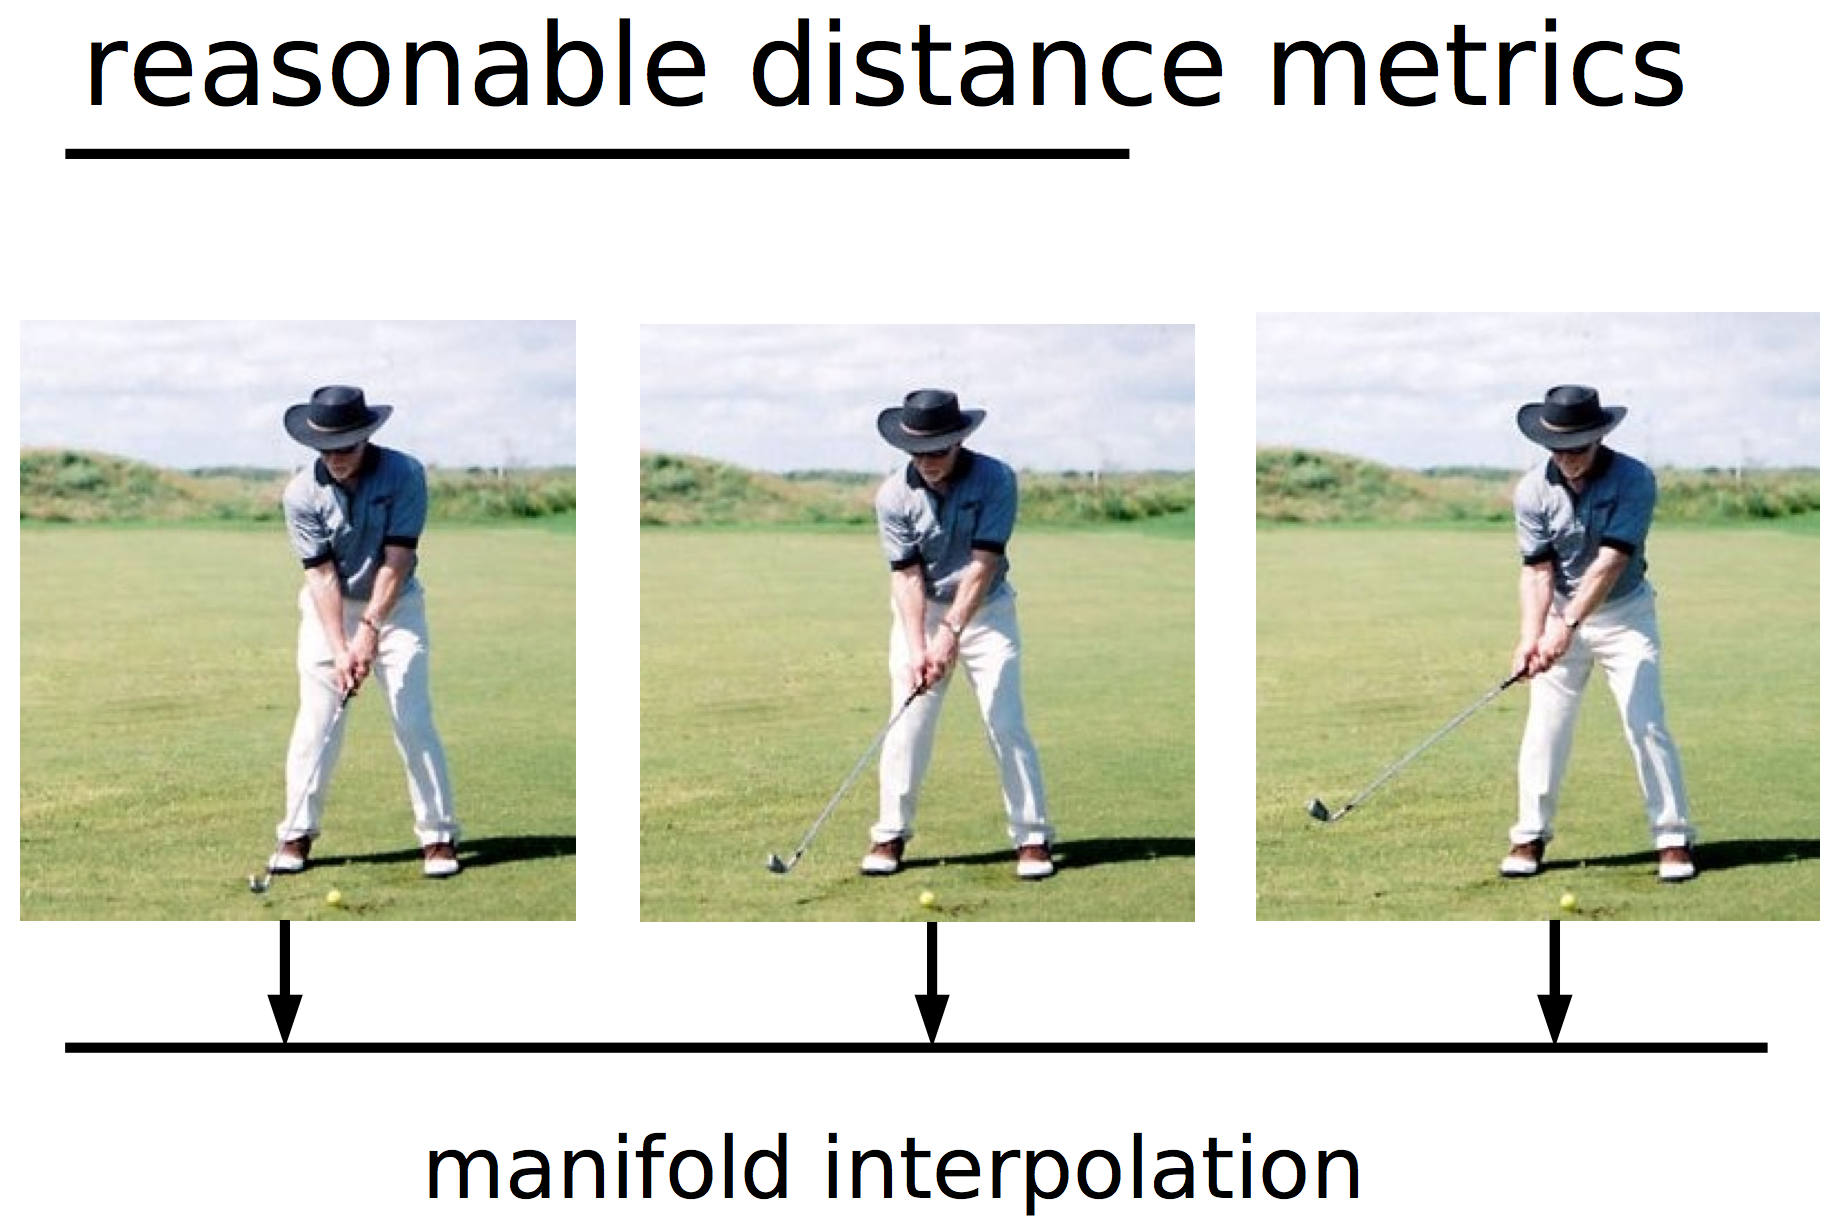 reasonable distance metrics
manifold interpolation